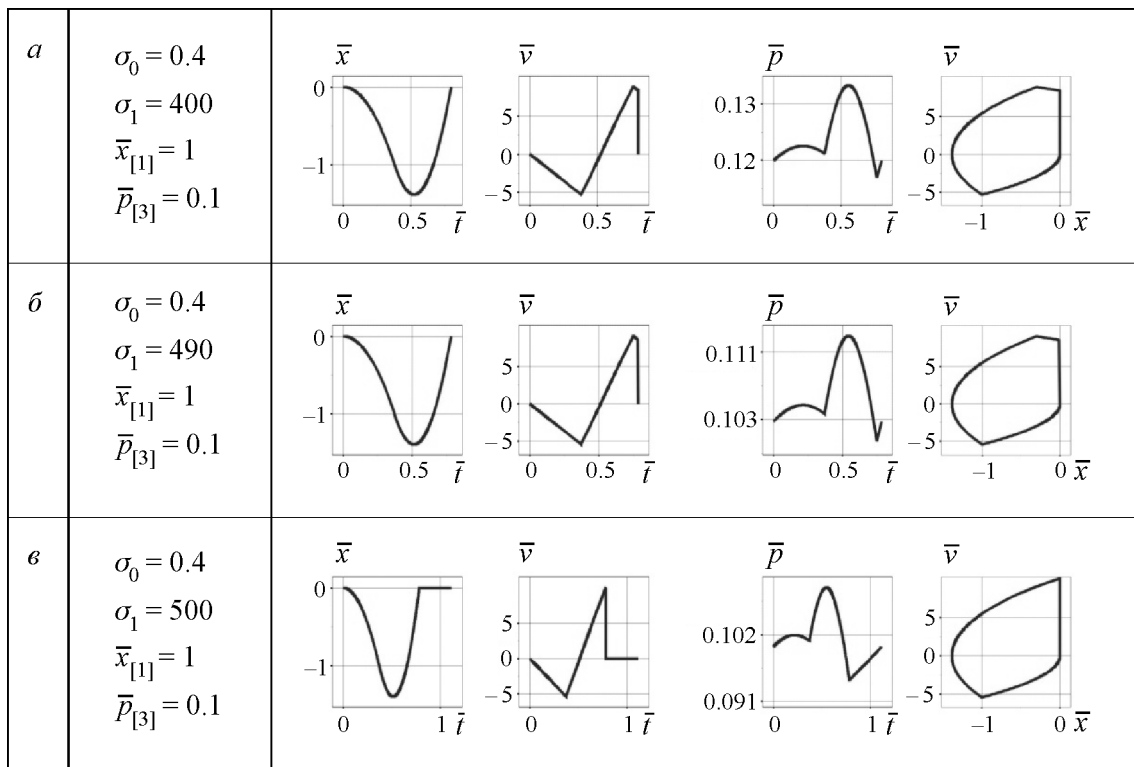 а
σ₀ = 0.4
σ₁ = 400
x̄[1] = 1
p̄[3] = 0.1
x̄ v̄ p̄ v̄
0
−1
0 0.5 t̄
5
0
−5
0 0.5 t̄
0.13
0.12
0 0.5 t̄
5
0
−5
−1 0 x̄
б
σ₀ = 0.4
σ₁ = 490
x̄[1] = 1
p̄[3] = 0.1
x̄ v̄ p̄ v̄
0
−1
0 0.5 t̄
5
0
−5
0 0.5 t̄
0.111
0.103
0 0.5 t̄
5
0
−5
−1 0 x̄
в
σ₀ = 0.4
σ₁ = 500
x̄[1] = 1
p̄[3] = 0.1
x̄ v̄ p̄ v̄
0
−1
0 1 t̄
5
0
−5
0 1 t̄
0.102
0.091
0 1 t̄
5
0
−5
−1 0 x̄